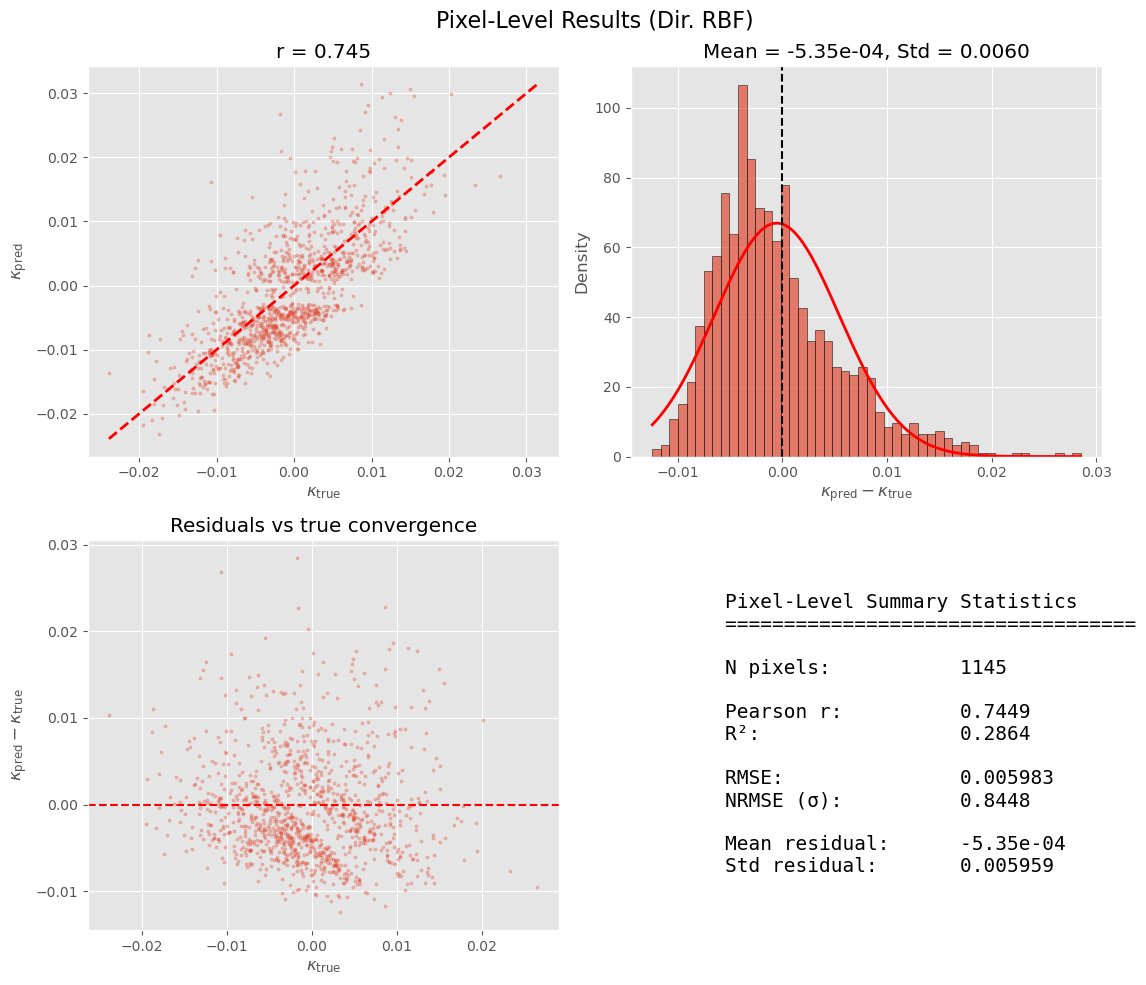 Pixel-Level Results (Dir. RBF)
r = 0.745
0.03
0.02
0.01
0.00
−0.01
−0.02
κpred
−0.02
−0.01
0.00
0.01
0.02
0.03
κtrue
Mean = -5.35e-04, Std = 0.0060
100
80
60
40
20
0
Density
−0.01
0.00
0.01
0.02
0.03
κpred − κtrue
Residuals vs true convergence
0.03
0.02
0.01
0.00
−0.01
κpred − κtrue
−0.02
−0.01
0.00
0.01
0.02
κtrue
Pixel-Level Summary Statistics
===================================
N pixels: 1145
Pearson r: 0.7449
R²: 0.2864
RMSE: 0.005983
NRMSE (σ): 0.8448
Mean residual: -5.35e-04
Std residual: 0.005959